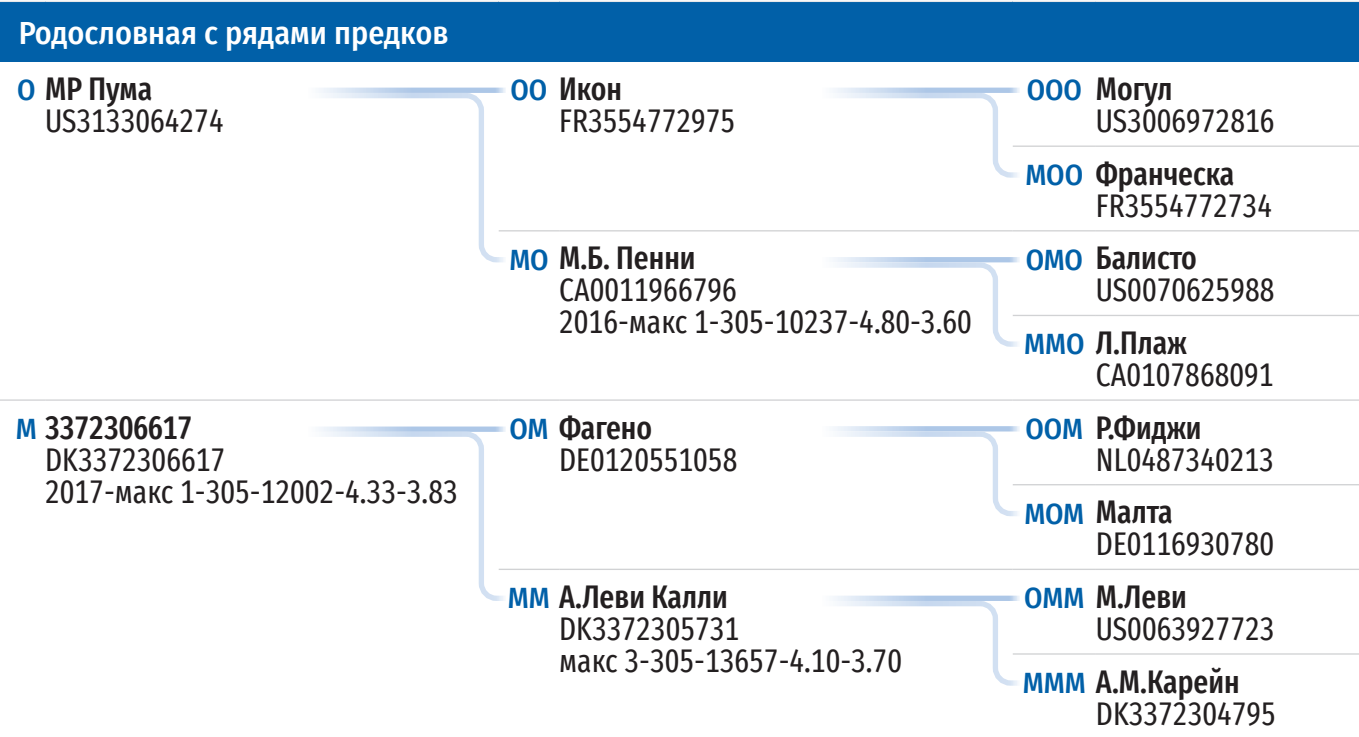 Родословная с рядами предков
О МР Пума
US3133064274
ОО Икон
FR3554772975
ООО Могул
US3006972816
МОО Франческа
FR3554772734
МО М.Б. Пенни
CA0011966796
2016-макс 1-305-10237-4.80-3.60
ОМО Балисто
US0070625988
ММО Л.Плаж
CA0107868091
М 3372306617
DK3372306617
2017-макс 1-305-12002-4.33-3.83
ОМ Фагено
DE0120551058
ООМ Р.Фиджи
NL0487340213
МОМ Малта
DE0116930780
ММ А.Леви Калли
DK3372305731
макс 3-305-13657-4.10-3.70
ОММ М.Леви
US0063927723
МММ А.М.Карейн
DK3372304795